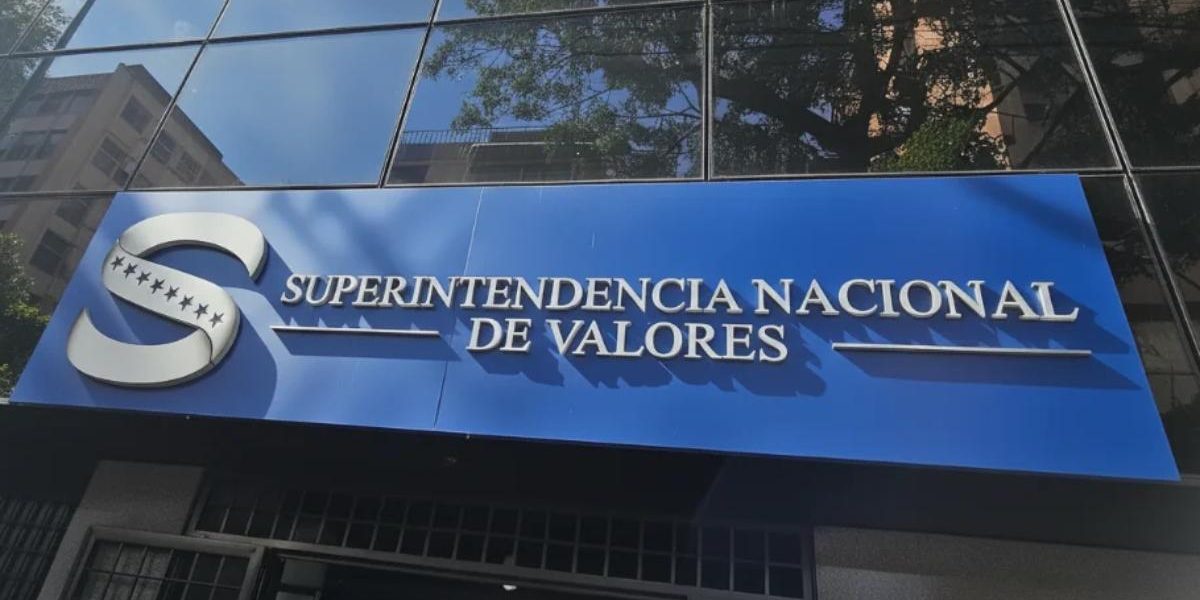 SUPERINTENDENCIA NACIONAL
DE VALORES